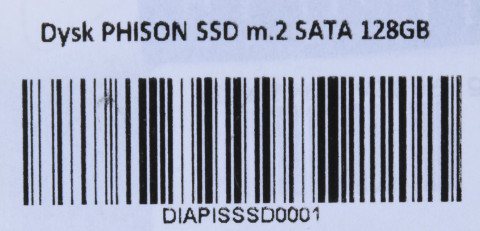 Dysk PHISON SSD m.2 SATA 128GB
DIAPISSSD0001